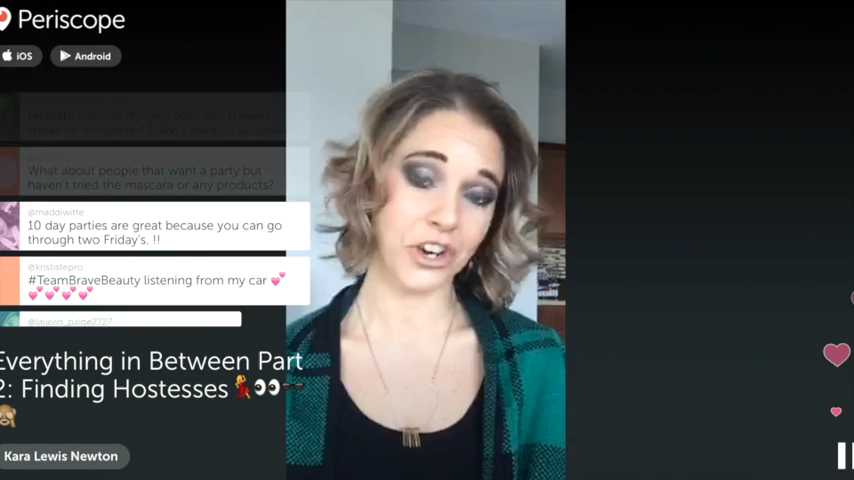 Periscope
iOS
Android
What about people that want a party but
haven't tried the mascara or any products?
@maddiwitte
10 day parties are great because you can go
through two Friday's. !!
@krististepro
#TeamBraveBeauty listening from my car 💕
💕💕💕💕
@lauren_paige2727
Everything in Between Part
2: Finding Hostesses 💃👀🕶
🙈
Kara Lewis Newton